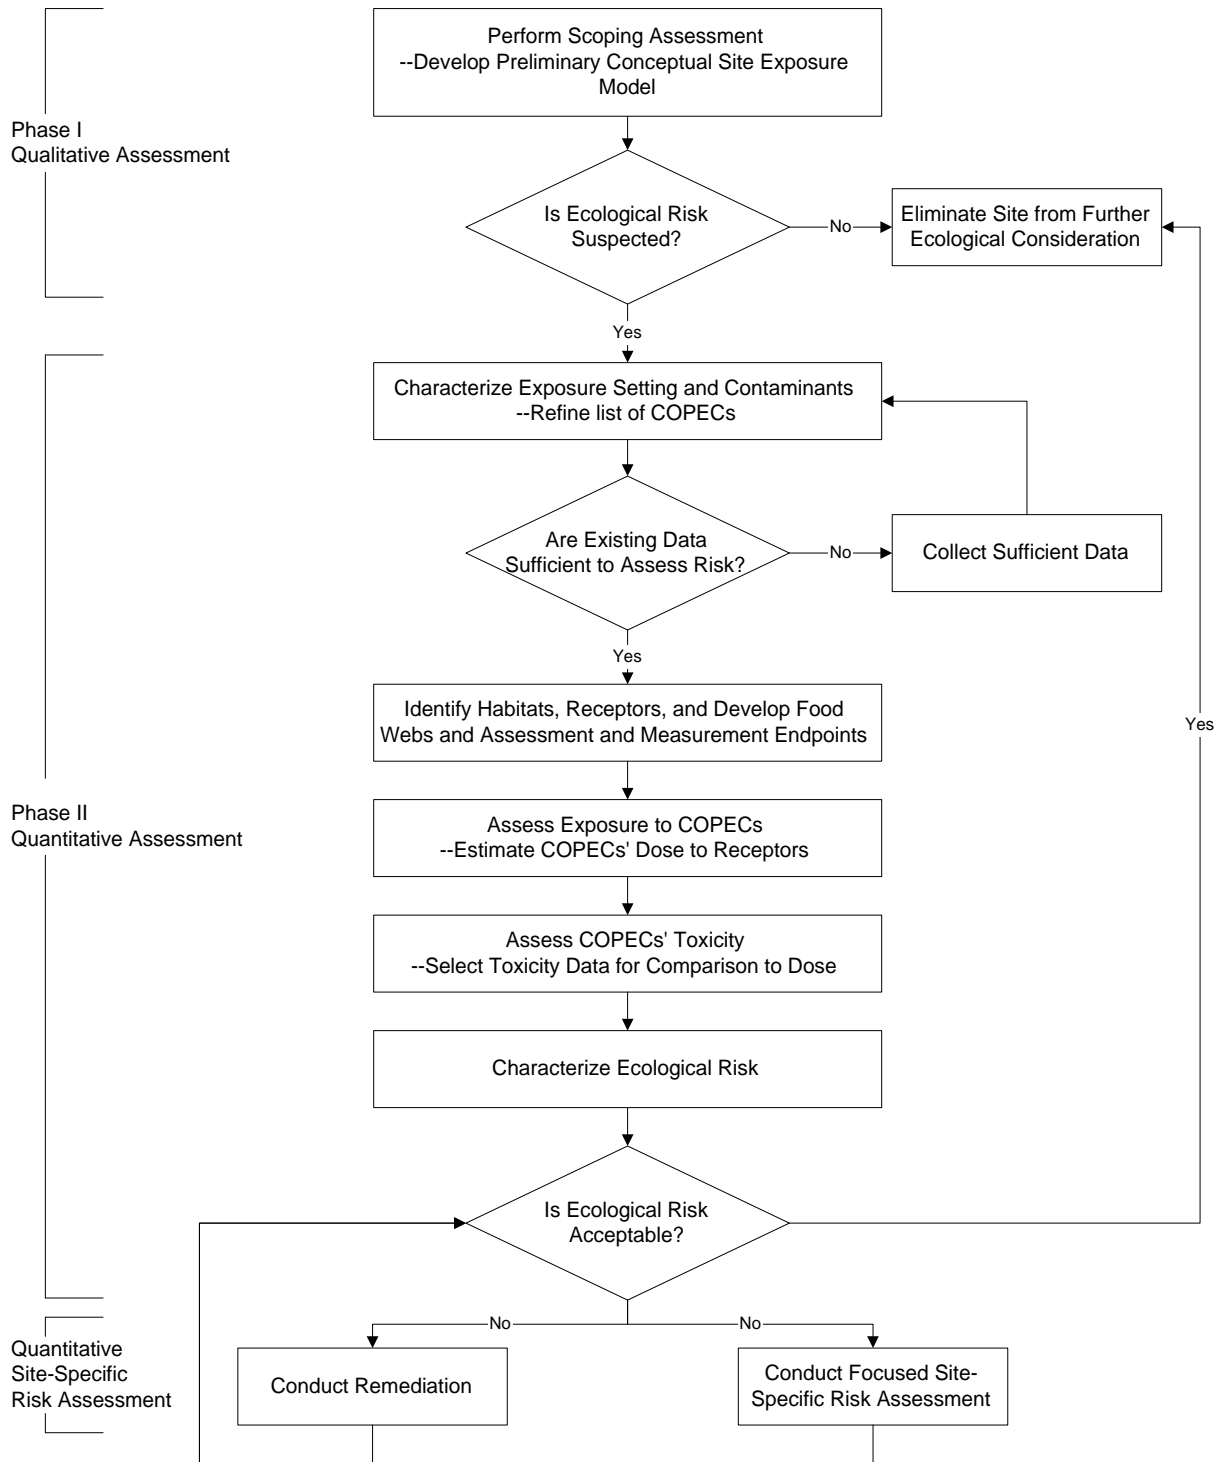 Perform Scoping Assessment
--Develop Preliminary Conceptual Site Exposure
Model
Phase I
Qualitative Assessment
Is Ecological Risk
Suspected?
No
Eliminate Site from Further
Ecological Consideration
Yes
Characterize Exposure Setting and Contaminants
--Refine list of COPECs
Are Existing Data
Sufficient to Assess Risk?
No
Collect Sufficient Data
Yes
Identify Habitats, Receptors, and Develop Food
Webs and Assessment and Measurement Endpoints
Yes
Phase II
Quantitative Assessment
Assess Exposure to COPECs
--Estimate COPECs' Dose to Receptors
Assess COPECs' Toxicity
--Select Toxicity Data for Comparison to Dose
Characterize Ecological Risk
Is Ecological Risk
Acceptable?
No
No
Quantitative
Site-Specific
Risk Assessment
Conduct Remediation
Conduct Focused Site-
Specific Risk Assessment